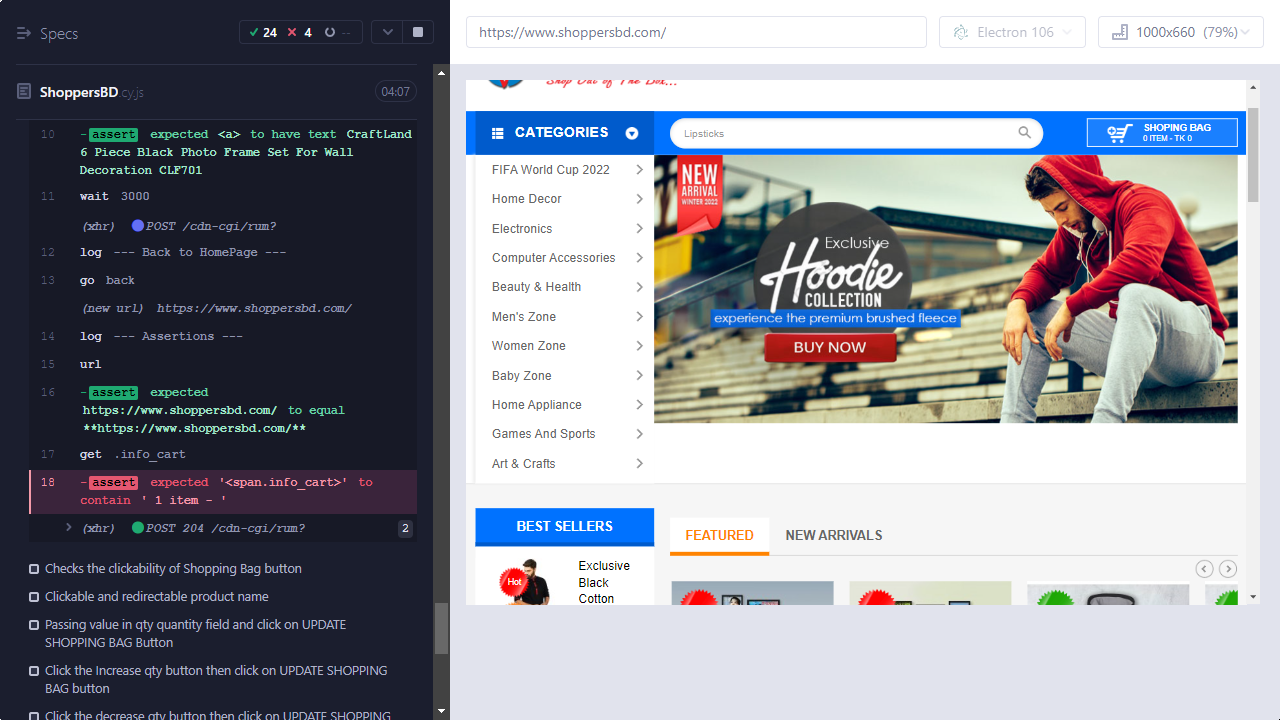 Specs
24
4
--
https://www.shoppersbd.com/
Electron 106
1000x660 (79%)
ShoppersBD.cy.js
04:07
10 -assert expected <a> to have text CraftLand
6 Piece Black Photo Frame Set For Wall
Decoration CLF701
11 wait 3000
(xhr) POST /cdn-cgi/rum?
12 log --- Back to HomePage ---
13 go back
(new url) https://www.shoppersbd.com/
14 log --- Assertions ---
15 url
16 -assert expected
https://www.shoppersbd.com/ to equal
**https://www.shoppersbd.com/**
17 get .info_cart
18 -assert expected '<span.info_cart>' to
contain ' 1 item - '
(xhr) POST 204 /cdn-cgi/rum? 2
Checks the clickability of Shopping Bag button
Clickable and redirectable product name
Passing value in qty quantity field and click on UPDATE
SHOPPING BAG Button
Click the Increase qty button then click on UPDATE SHOPPING
BAG button
Click the decrease qty button then click on UPDATE SHOPPING
Shop Out of The Box...
CATEGORIES
Lipsticks
SHOPING BAG
0 ITEM - TK 0
FIFA World Cup 2022
Home Decor
Electronics
Computer Accessories
Beauty & Health
Men's Zone
Women Zone
Baby Zone
Home Appliance
Games And Sports
Art & Crafts
NEW
ARRIVAL
WINTER 2022
Exclusive
Hoodie
COLLECTION
experience the premium brushed fleece
BUY NOW
BEST SELLERS
FEATURED
NEW ARRIVALS
Hot
Exclusive
Black
Cotton